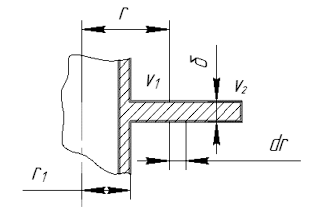 r
V₁
δ
V₂
dr
r₁